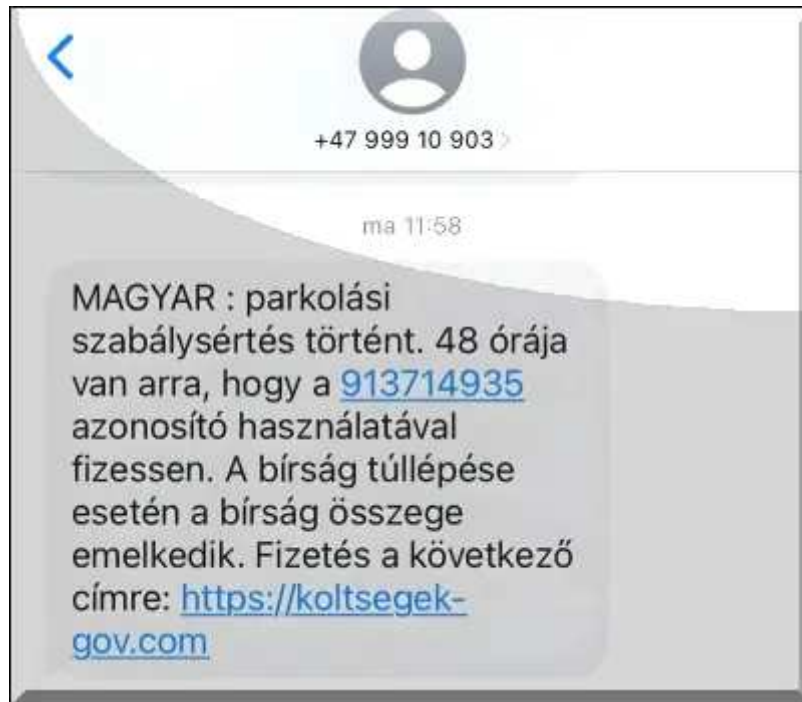 +47 999 10 903
ma 11:58
MAGYAR : parkolási
szabálysértés történt. 48 órája
van arra, hogy a 913714935
azonosító használatával
fizessen. A bírság túllépése
esetén a bírság összege
emelkedik. Fizetés a következő
címre: https://koltsegek-
gov.com